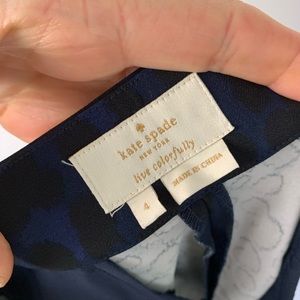 kate spade
NEW YORK
live colorfully
4
MADE IN CHINA